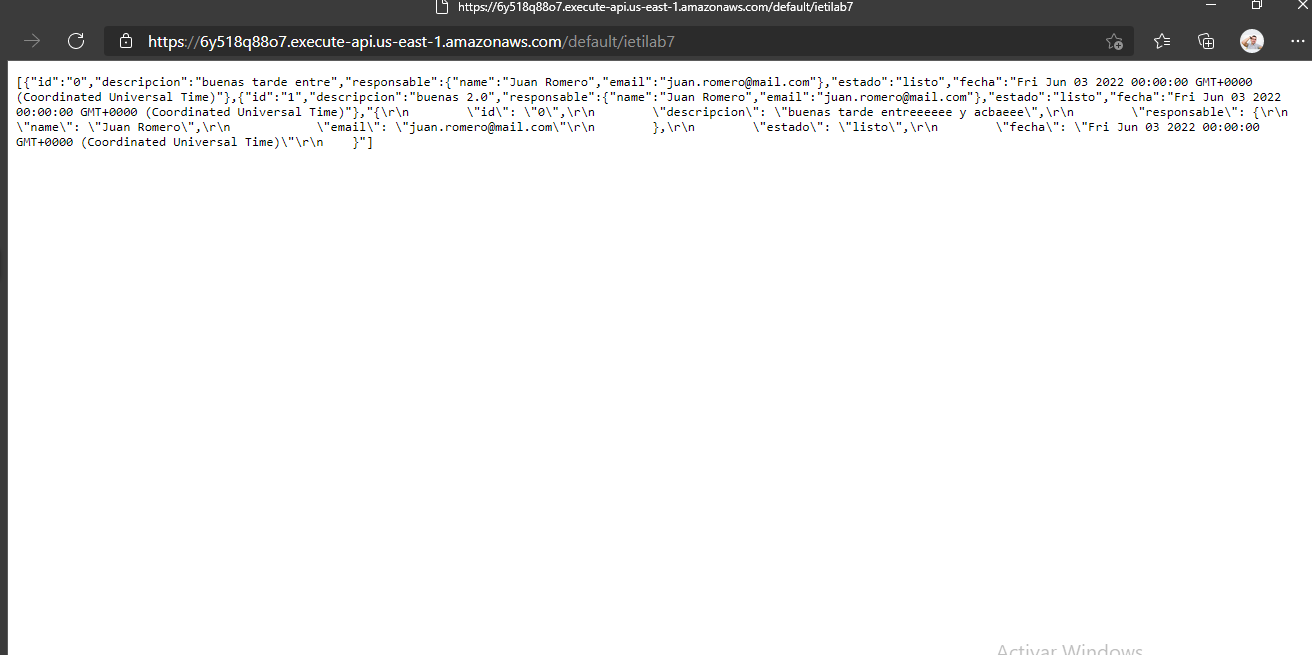 https://6y518q88o7.execute-api.us-east-1.amazonaws.com/default/ietilab7
https://6y518q88o7.execute-api.us-east-1.amazonaws.com/default/ietilab7
[{"id":"0","descripcion":"buenas tarde entre","responsable":{"name":"Juan Romero","email":"juan.romero@mail.com"},"estado":"listo","fecha":"Fri Jun 03 2022 00:00:00 GMT+0000
(Coordinated Universal Time)"},{"id":"1","descripcion":"buenas 2.0","responsable":{"name":"Juan Romero","email":"juan.romero@mail.com"},"estado":"listo","fecha":"Fri Jun 03 2022
00:00:00 GMT+0000 (Coordinated Universal Time)"},"{\r\n        \"id\": \"0\",\r\n        \"descripcion\": \"buenas tarde entreeeeee y acbaeee\",\r\n        \"responsable\": {\r\n
\"name\": \"Juan Romero\",\r\n            \"email\": \"juan.romero@mail.com\"\r\n        },\r\n        \"estado\": \"listo\",\r\n        \"fecha\": \"Fri Jun 03 2022 00:00:00
GMT+0000 (Coordinated Universal Time)\"\r\n    }"]
Activar Windows